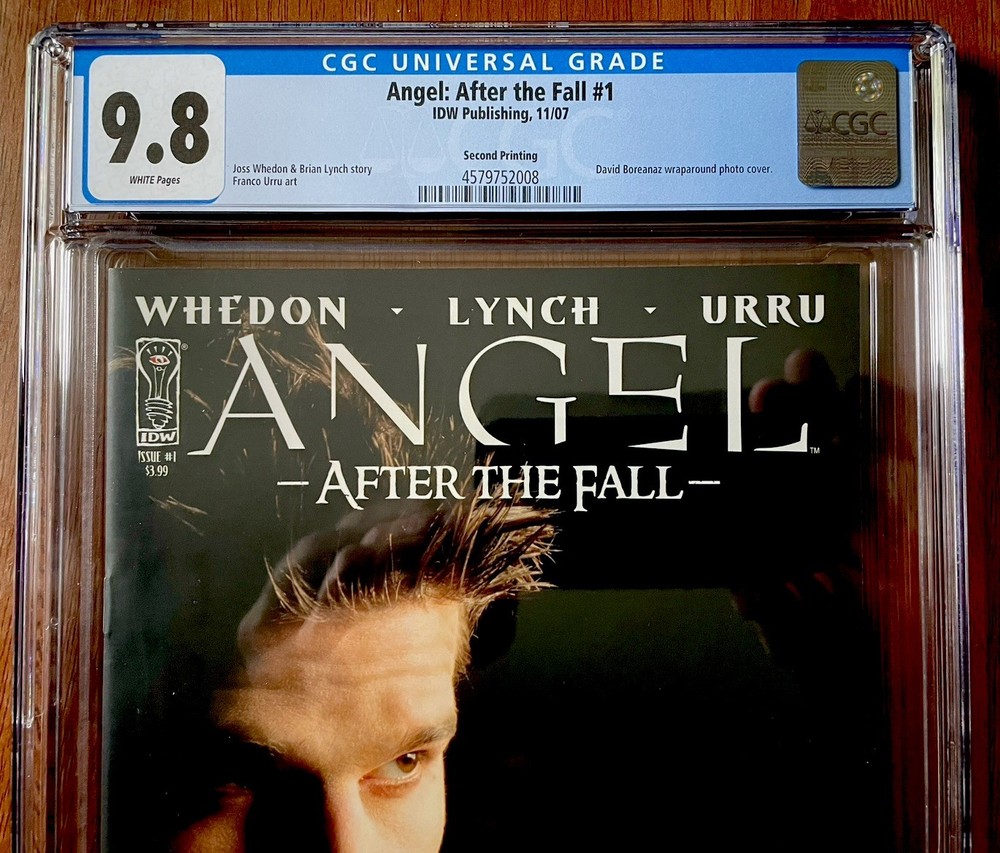 CGC UNIVERSAL GRADE
9.8
WHITE Pages
Angel: After the Fall #1
IDW Publishing, 11/07
Second Printing
4579752008
Joss Whedon & Brian Lynch story
Franco Urru art
David Boreanaz wraparound photo cover.
CGC
CGC
WHEDON - LYNCH - URRU
ANGEL™
AFTER THE FALL
®
IDW
ISSUE #1
$3.99